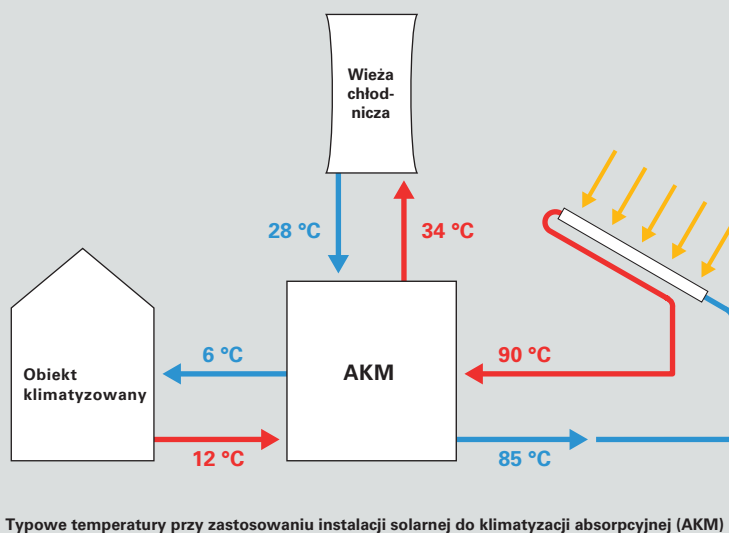 Wieża
chłod-
nicza
28 °C
34 °C
6 °C
90 °C
Obiekt
klimatyzowany
AKM
12 °C
85 °C
Typowe temperatury przy zastosowaniu instalacji solarnej do klimatyzacji absorpcyjnej (AKM)